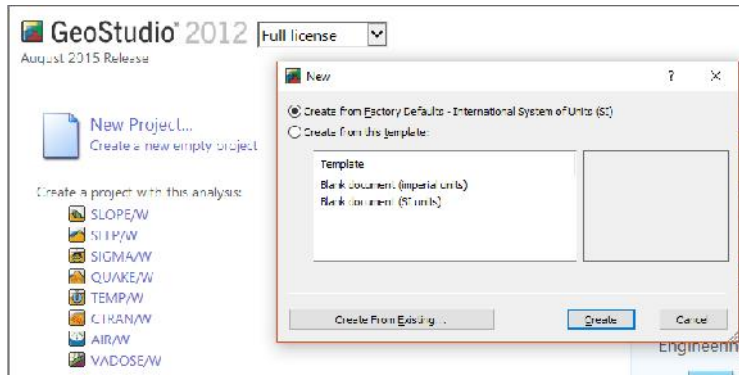 GeoStudio 2012 Full license
August 2015 Release
New Project...
Create a new empty project
Create a project with this analysis:
SLOPE/W
SEEP/W
SIGMA/W
QUAKE/W
TEMP/W
CTRAN/W
AIR/W
VADOSE/W
New ?
Create from Factory Defaults - International System of Units (SI)
Create from this template:
Template
Blank document (imperial units)
Blank document (SI units)
Create From Existing...
Create
Cancel
Engineerin